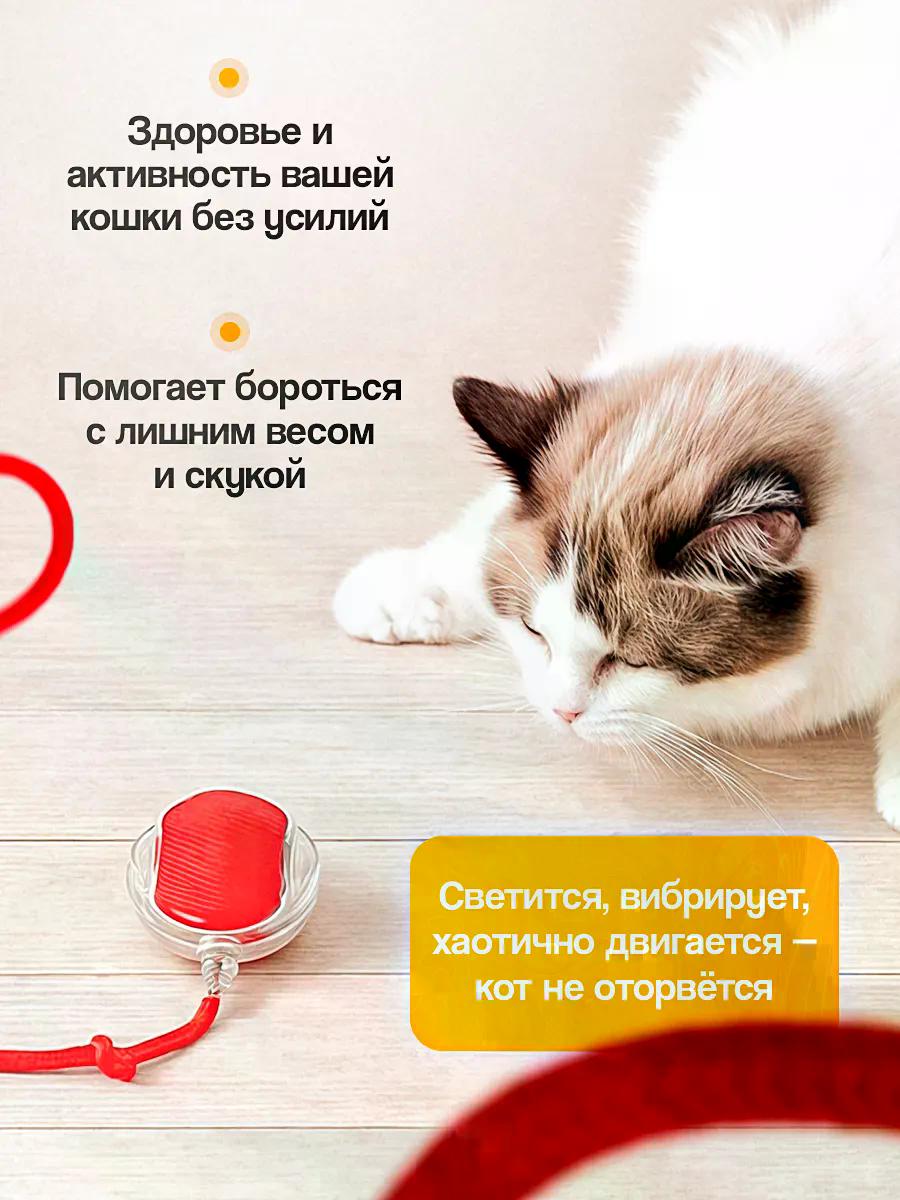 Здоровье и
активность вашей
кошки без усилий
Помогает бороться
с лишним весом
и скукой
Светится, вибрирует,
хаотично двигается —
кот не оторвётся